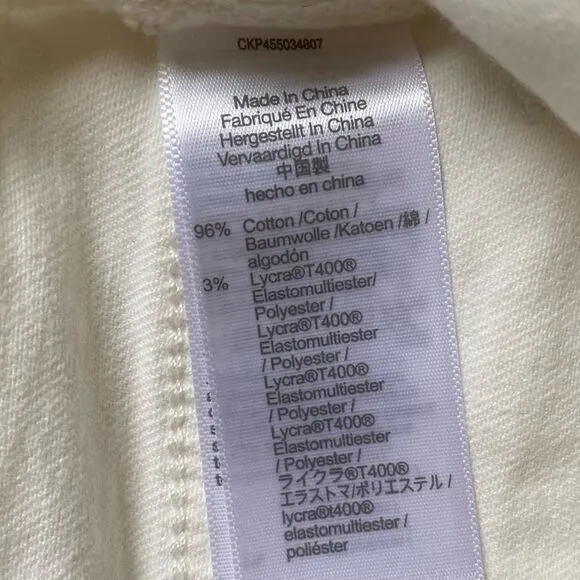 CKP455034807
Made In China
Fabriqué En Chine
Hergestellt In China
Vervaardigd In China
中国製
hecho en china
96% Cotton /Coton /
Baumwolle /Katoen /綿 /
algodón
3% Lycra®T400®
Elastomultiester/
Polyester /
Lycra®T400®
Elastomultiester
/ Polyester /
Lycra®T400®
Elastomultiester
/ Polyester /
Lycra®T400®
Elastomultiester
/ Polyester /
ライクラ®T400®
エラストマ/ポリエステル /
lycra®t400®
elastomultiester /
poliéster